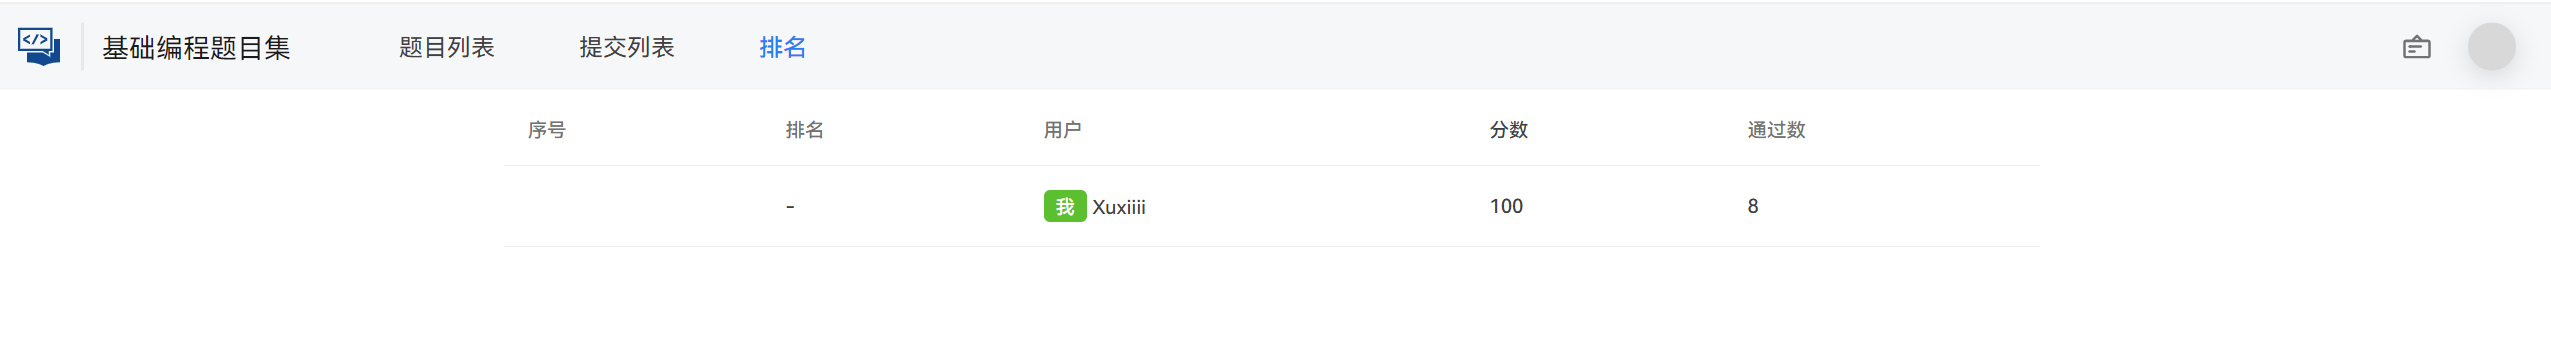 基础编程题目集 题目列表 提交列表 排名
序号 排名 用户 分数 通过数
- 我 Xuxiiii 100 8